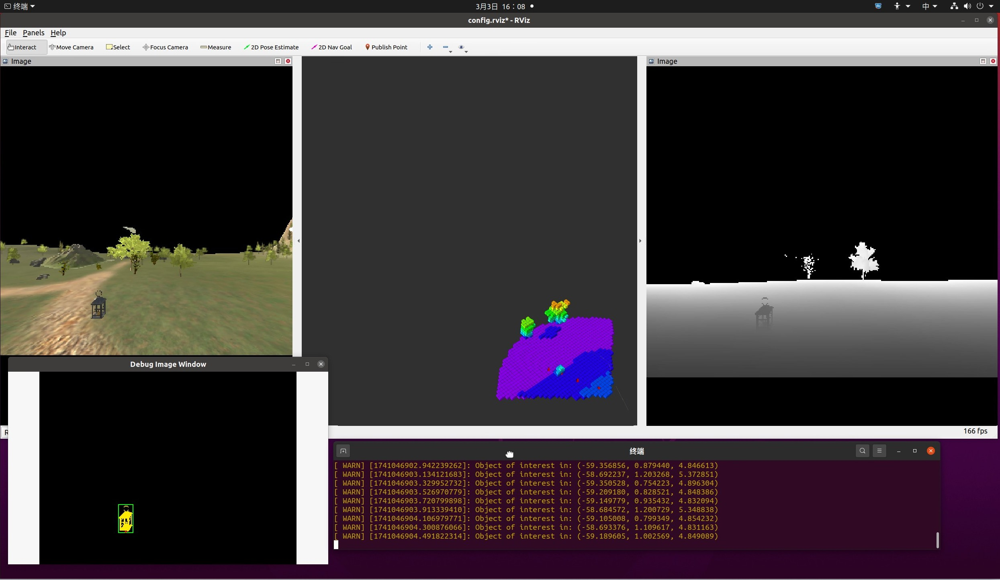 终端
3月3日 16：08
中
config.rviz* - RViz
File Panels Help
Interact Move Camera Select Focus Camera Measure 2D Pose Estimate 2D Nav Goal Publish Point
Image
Image
Debug Image Window
R
166 fps
终端
[ WARN] [1741046902.942239262]: Object of interest in: (-59.356856, 0.879440, 4.846613)
[ WARN] [1741046903.134121683]: Object of interest in: (-58.692237, 1.203268, 5.372851)
[ WARN] [1741046903.329952732]: Object of interest in: (-59.350528, 0.754223, 4.896304)
[ WARN] [1741046903.526970779]: Object of interest in: (-59.209180, 0.828521, 4.848386)
[ WARN] [1741046903.720799898]: Object of interest in: (-59.149779, 0.935432, 4.832094)
[ WARN] [1741046903.913339410]: Object of interest in: (-58.684572, 1.200729, 5.348838)
[ WARN] [1741046904.106979771]: Object of interest in: (-59.105008, 0.799349, 4.854232)
[ WARN] [1741046904.300876066]: Object of interest in: (-58.693376, 1.109617, 4.831163)
[ WARN] [1741046904.491822314]: Object of interest in: (-59.189605, 1.002569, 4.849089)